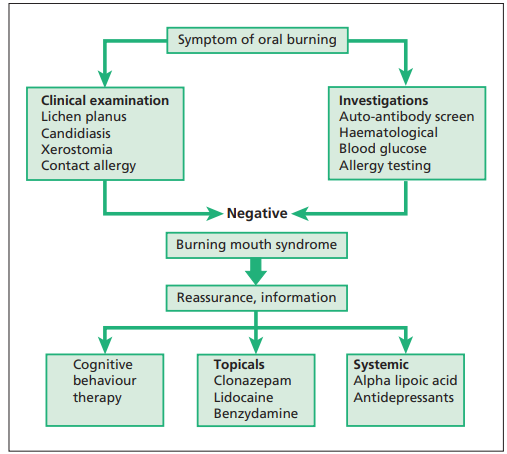 Symptom of oral burning
Clinical examination
Lichen planus
Candidiasis
Xerostomia
Contact allergy
Investigations
Auto-antibody screen
Haematological
Blood glucose
Allergy testing
Negative
Burning mouth syndrome
Reassurance, information
Cognitive
behaviour
therapy
Topicals
Clonazepam
Lidocaine
Benzydamine
Systemic
Alpha lipoic acid
Antidepressants